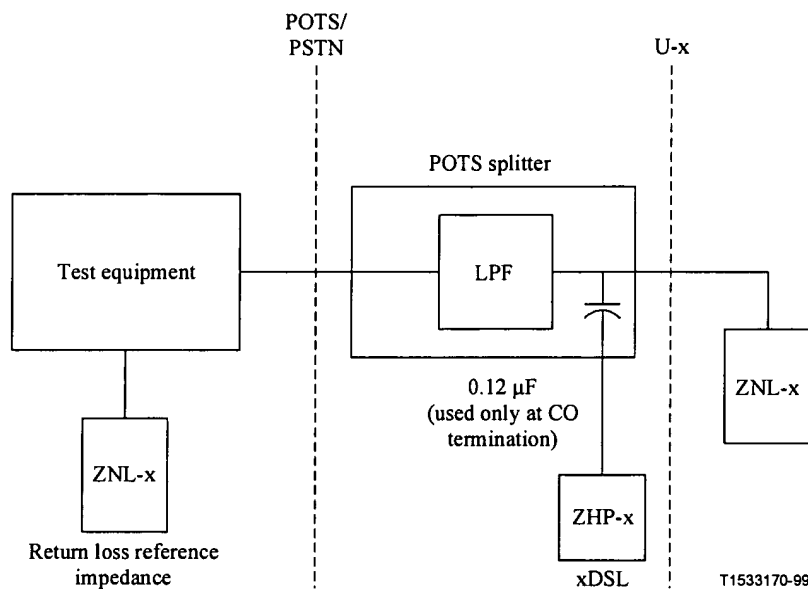 POTS/
PSTN
U-x
POTS splitter
Test equipment
LPF
0.12 µF
(used only at CO
termination)
ZNL-x
ZNL-x
ZHP-x
Return loss reference
impedance
xDSL
T1533170-99